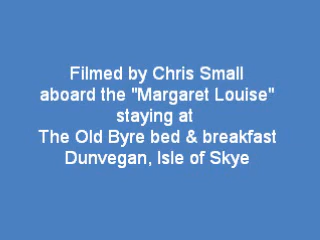 Filmed by Chris Small
aboard the "Margaret Louise"
staying at
The Old Byre bed & breakfast
Dunvegan, Isle of Skye